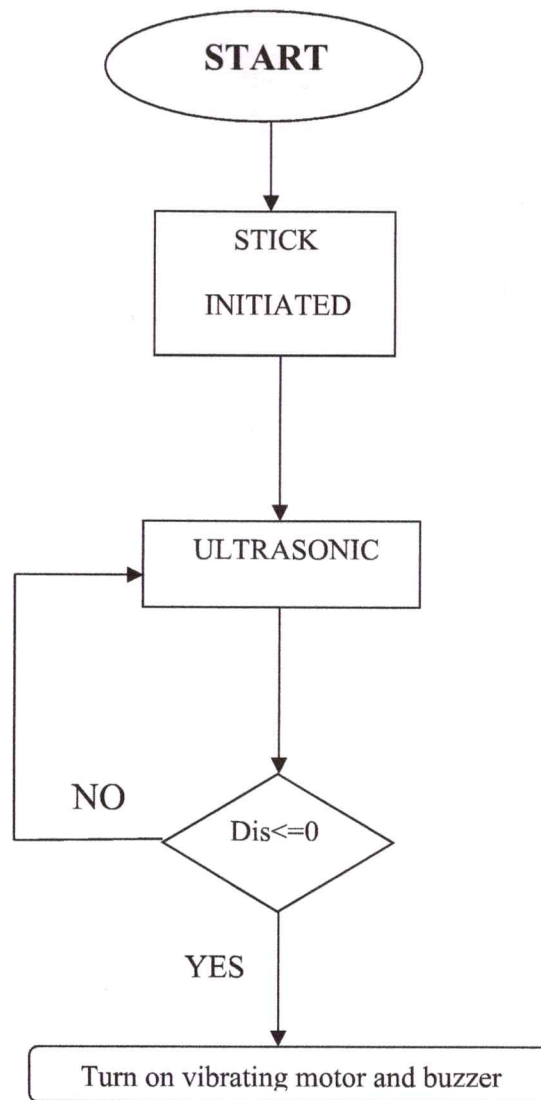 START
STICK
INITIATED
ULTRASONIC
NO
Dis<=0
YES
Turn on vibrating motor and buzzer